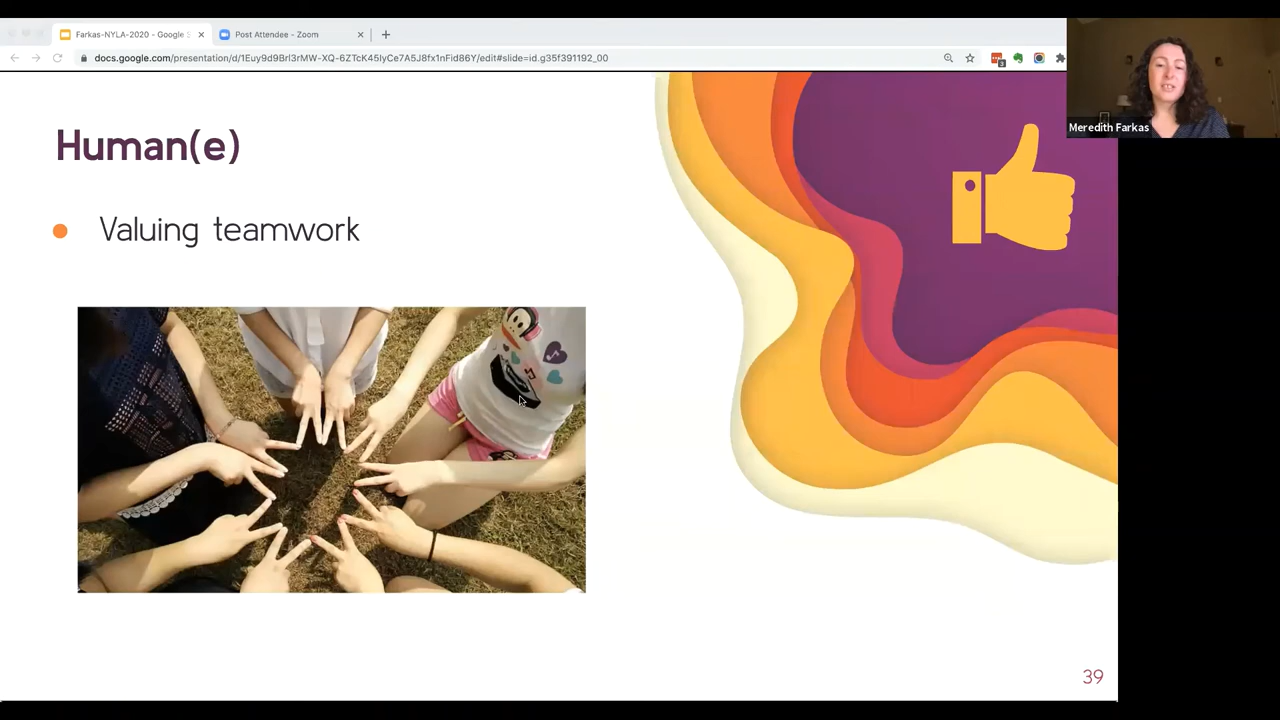 Farkas-NYLA-2020 - Google S
Post Attendee - Zoom
docs.google.com/presentation/d/1Euy9d9Brl3rMW-XQ-6ZTcK45IyCe7A5J8fx1nFid86Y/edit#slide=id.g35f391192_00
Meredith Farkas
Human(e)
Valuing teamwork
39